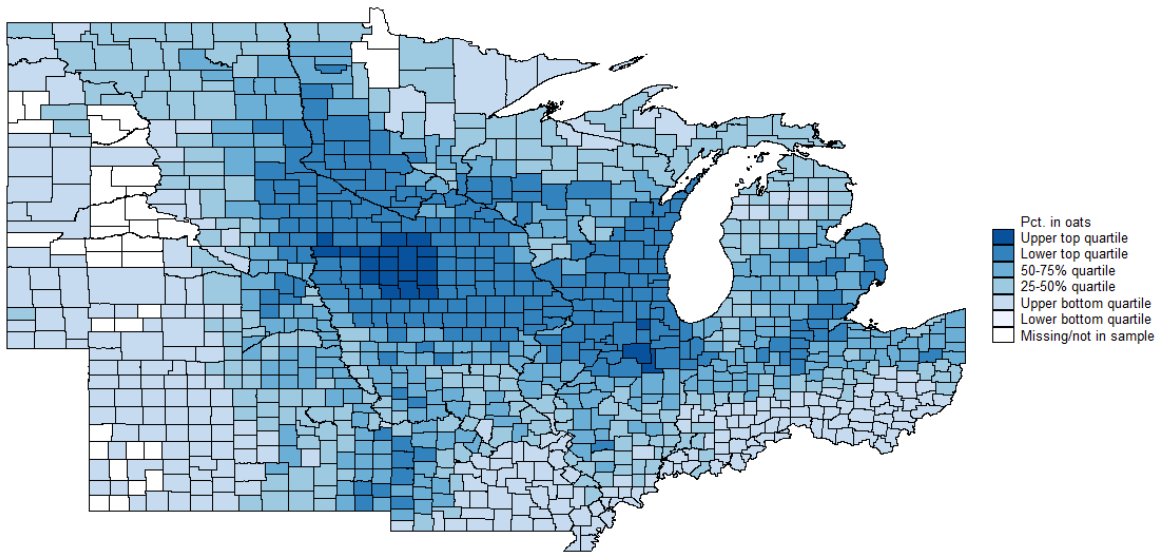 Pct. in oats
Upper top quartile
Lower top quartile
50-75% quartile
25-50% quartile
Upper bottom quartile
Lower bottom quartile
Missing/not in sample